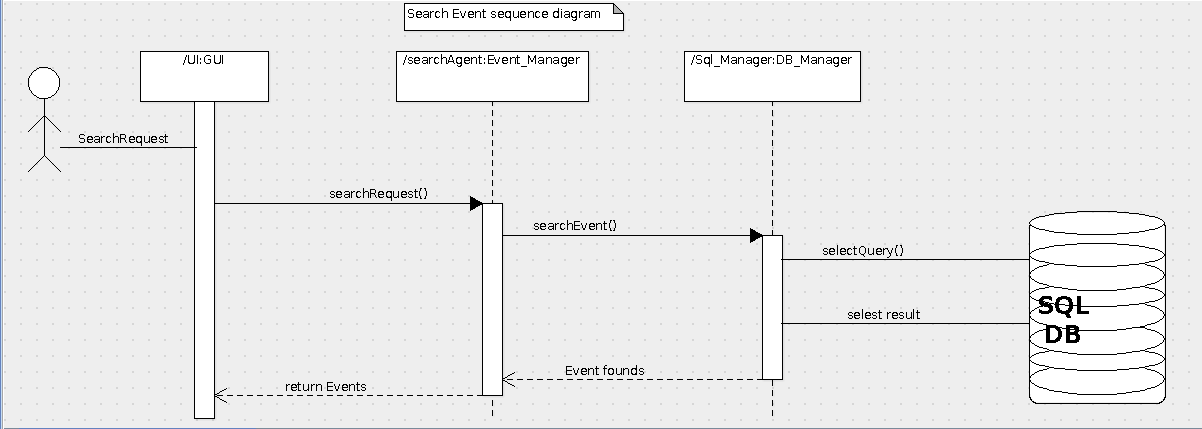 Search Event sequence diagram
/UI:GUI
/searchAgent:Event_Manager
/Sql_Manager:DB_Manager
SearchRequest
searchRequest()
searchEvent()
selectQuery()
SQL
DB
selest result
Event founds
return Events